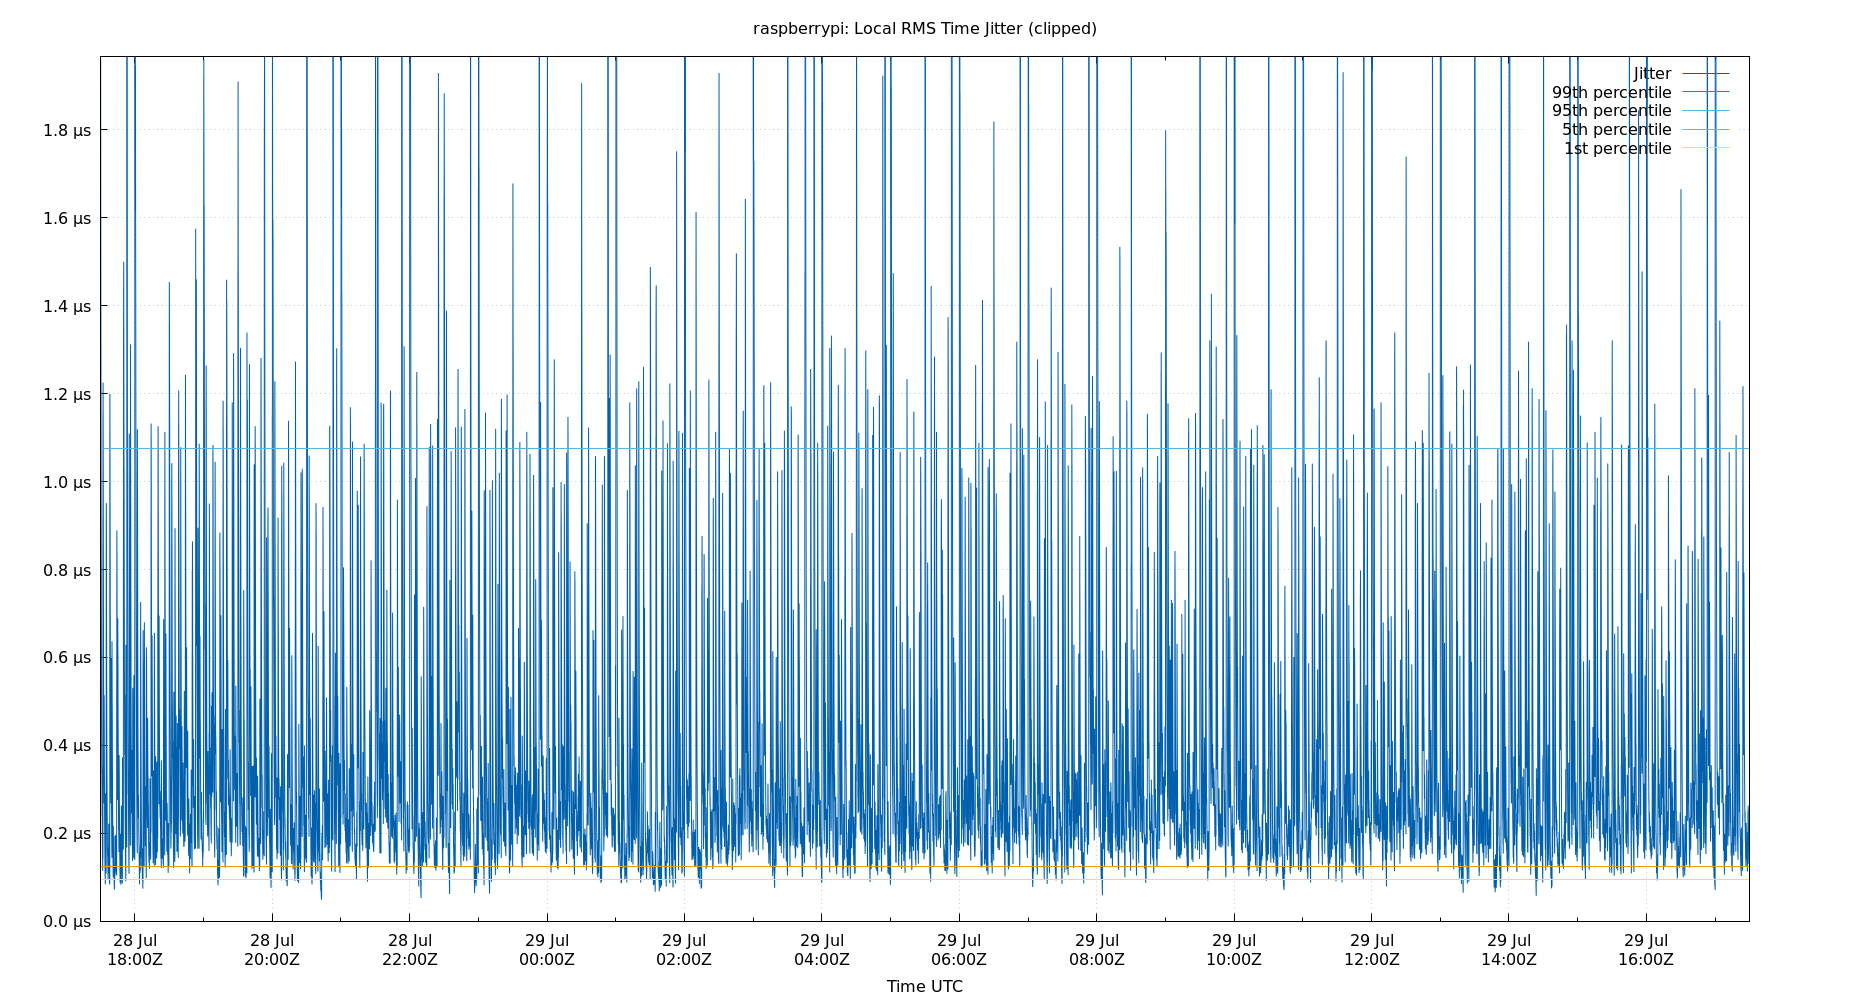 raspberrypi: Local RMS Time Jitter (clipped)
Jitter
99th percentile
95th percentile
5th percentile
1st percentile
1.8 µs
1.6 µs
1.4 µs
1.2 µs
1.0 µs
0.8 µs
0.6 µs
0.4 µs
0.2 µs
0.0 µs
28 Jul 28 Jul 28 Jul 29 Jul 29 Jul 29 Jul 29 Jul 29 Jul 29 Jul 29 Jul 29 Jul 29 Jul
18:00Z 20:00Z 22:00Z 00:00Z 02:00Z 04:00Z 06:00Z 08:00Z 10:00Z 12:00Z 14:00Z 16:00Z
Time UTC